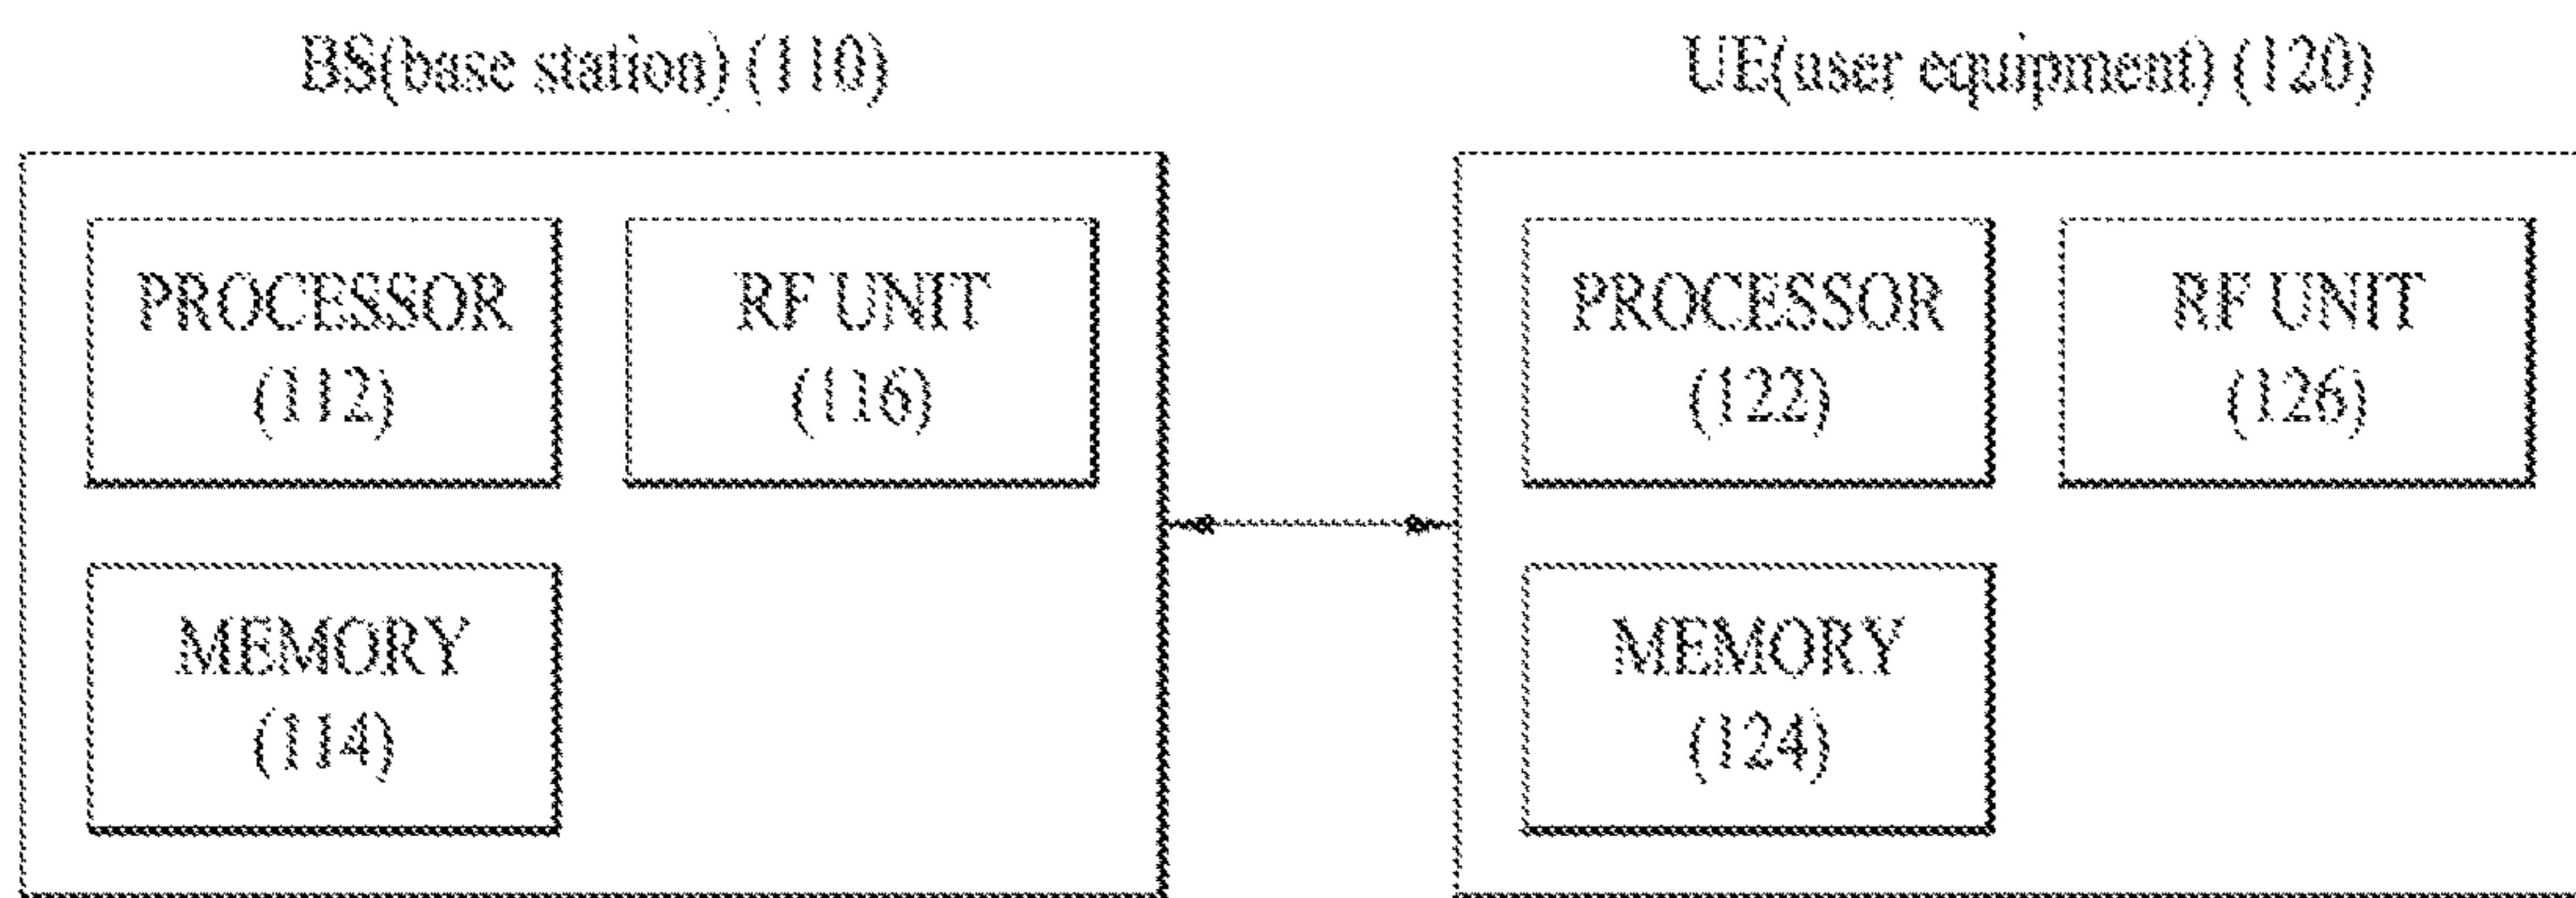 BS(base station) (110)
UE(user equipment) (120)
PROCESSOR
(112)
RF UNIT
(116)
MEMORY
(114)
PROCESSOR
(122)
RF UNIT
(126)
MEMORY
(124)